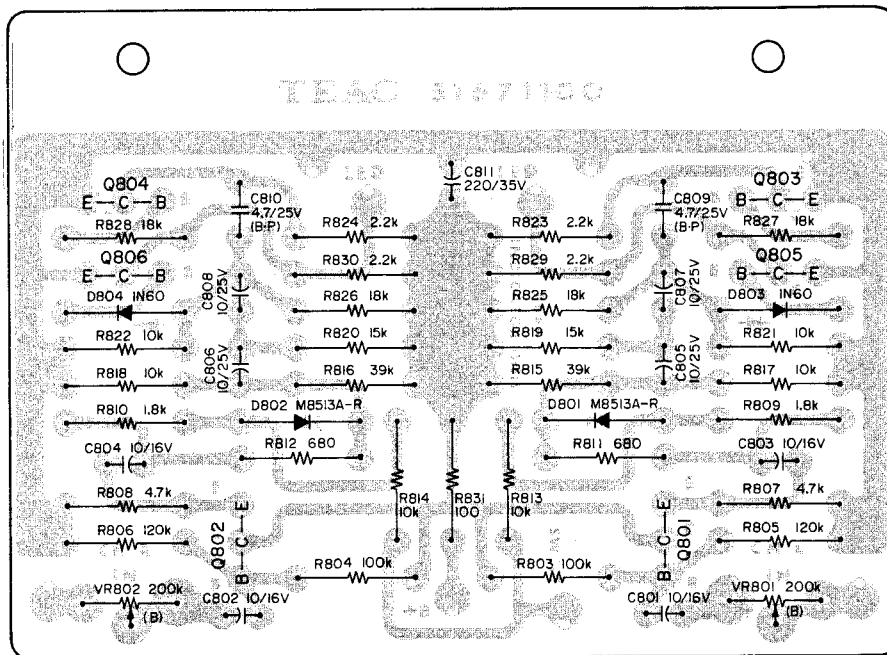 TEAC 51671100
C811
220/35V
Q804
E-C-B
R828 18k
C810
4.7/25V
(B·P)
R824 2.2k
R823 2.2k
C809
4.7/25V
(B·P)
Q803
B-C-E
R827 18k
Q806
E-C-B
C808
10/25V
R830 2.2k
R829 2.2k
C807
10/25V
Q805
B-C-E
D804 1N60
R826 18k
R825 18k
D803 1N60
R822 10k
R820 15k
R819 15k
R821 10k
C806
10/25V
C805
10/25V
R818 10k
R816 39k
R815 39k
R817 10k
R810 1.8k
D802 M8513A-R
D801 M8513A-R
R809 1.8k
C804 10/16V
R812 680
R811 680
C803 10/16V
R808 4.7k
R814
10k
R831
100
R813
10k
R807 4.7k
R806 120k
Q802
B-C-E
Q801
B-C-E
R805 120k
R804 100k
R803 100k
VR802 200k
(B)
C802 10/16V
C801 10/16V
VR801 200k
(B)